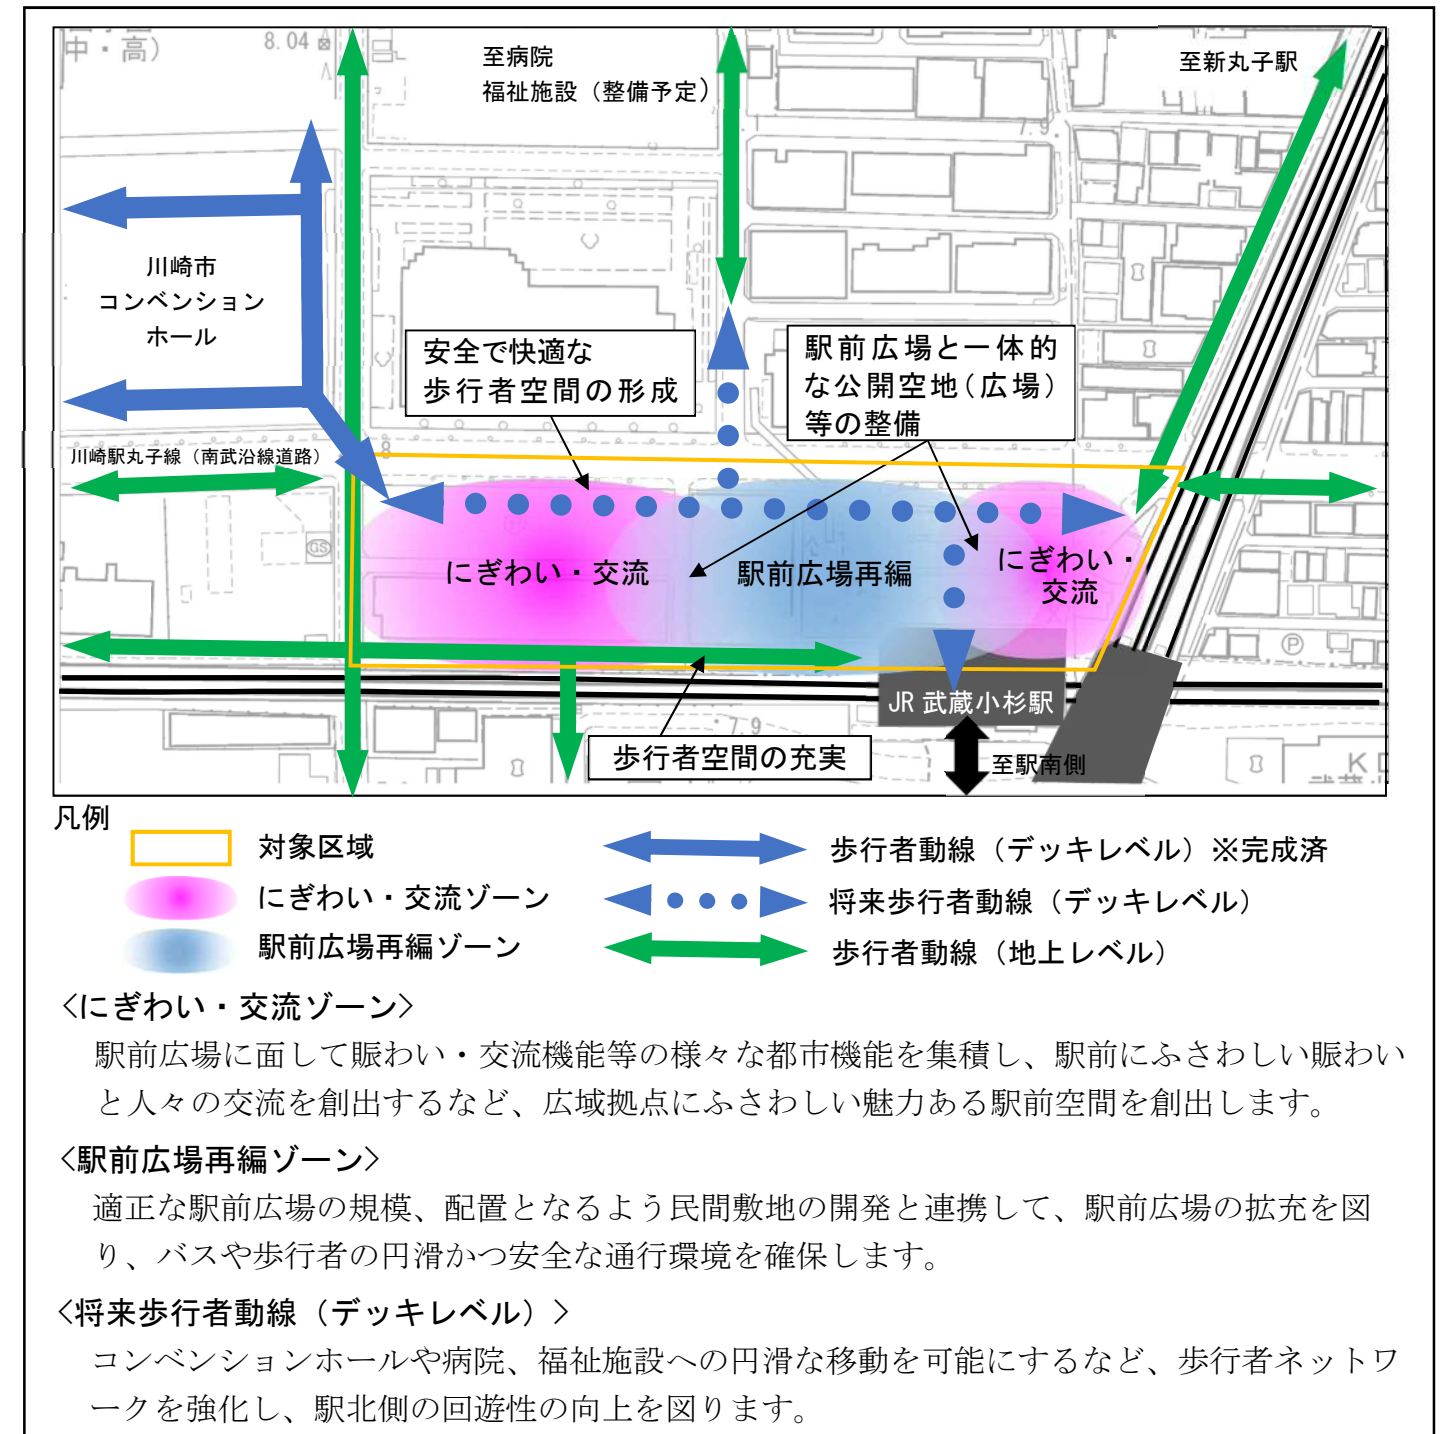 中・高）
8.04
至病院
福祉施設（整備予定）
至新丸子駅
7.9
川崎市
コンベンション
ホール
安全で快適な
歩行者空間の形成
駅前広場と一体的
な公開空地（広場）
等の整備
8
川崎駅丸子線（南武沿線道路）
GS
にぎわい・交流
駅前広場再編
にぎわい・
交流
P
JR 武蔵小杉駅
7.9
歩行者空間の充実
至駅南側
K
凡例
対象区域
歩行者動線（デッキレベル）※完成済
にぎわい・交流ゾーン
将来歩行者動線（デッキレベル）
駅前広場再編ゾーン
歩行者動線（地上レベル）
<にぎわい・交流ゾーン>
駅前広場に面して賑わい・交流機能等の様々な都市機能を集積し、駅前にふさわしい賑わい
と人々の交流を創出するなど、広域拠点にふさわしい魅力ある駅前空間を創出します。
<駅前広場再編ゾーン>
適正な駅前広場の規模、配置となるよう民間敷地の開発と連携して、駅前広場の拡充を図
り、バスや歩行者の円滑かつ安全な通行環境を確保します。
<将来歩行者動線（デッキレベル）>
コンベンションホールや病院、福祉施設への円滑な移動を可能にするなど、歩行者ネットワ
ークを強化し、駅北側の回遊性の向上を図ります。